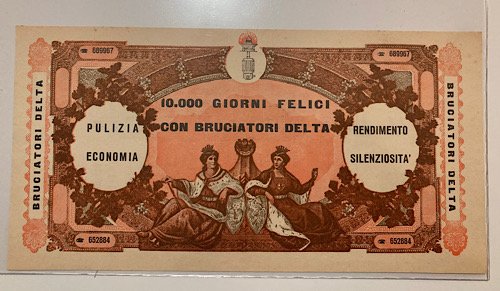 ☎ 689967
☎ 689967
BRUCIATORI DELTA
10.000 GIORNI FELICI
CON BRUCIATORI DELTA
PULIZIA
ECONOMIA
RENDIMENTO
SILENZIOSITA'
BRUCIATORI DELTA
☎ 652884
☎ 652884